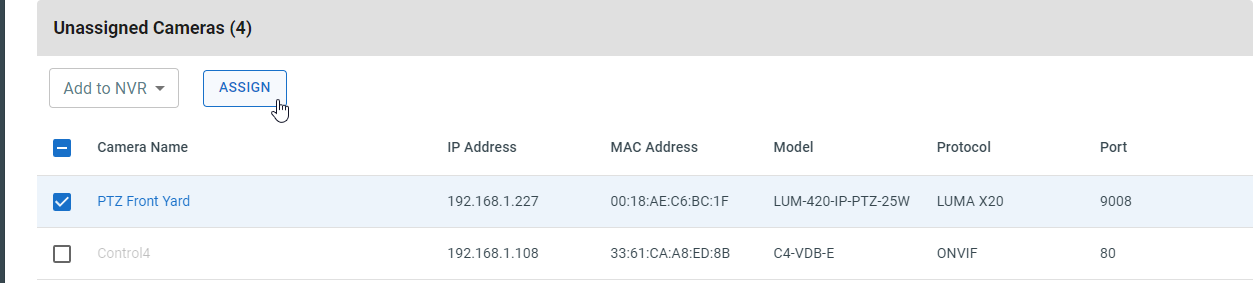 Unassigned Cameras (4)
Add to NVR ASSIGN
Camera Name IP Address MAC Address Model Protocol Port
PTZ Front Yard 192.168.1.227 00:18:AE:C6:BC:1F LUM-420-IP-PTZ-25W LUMA X20 9008
Control4 192.168.1.108 33:61:CA:A8:ED:8B C4-VDB-E ONVIF 80